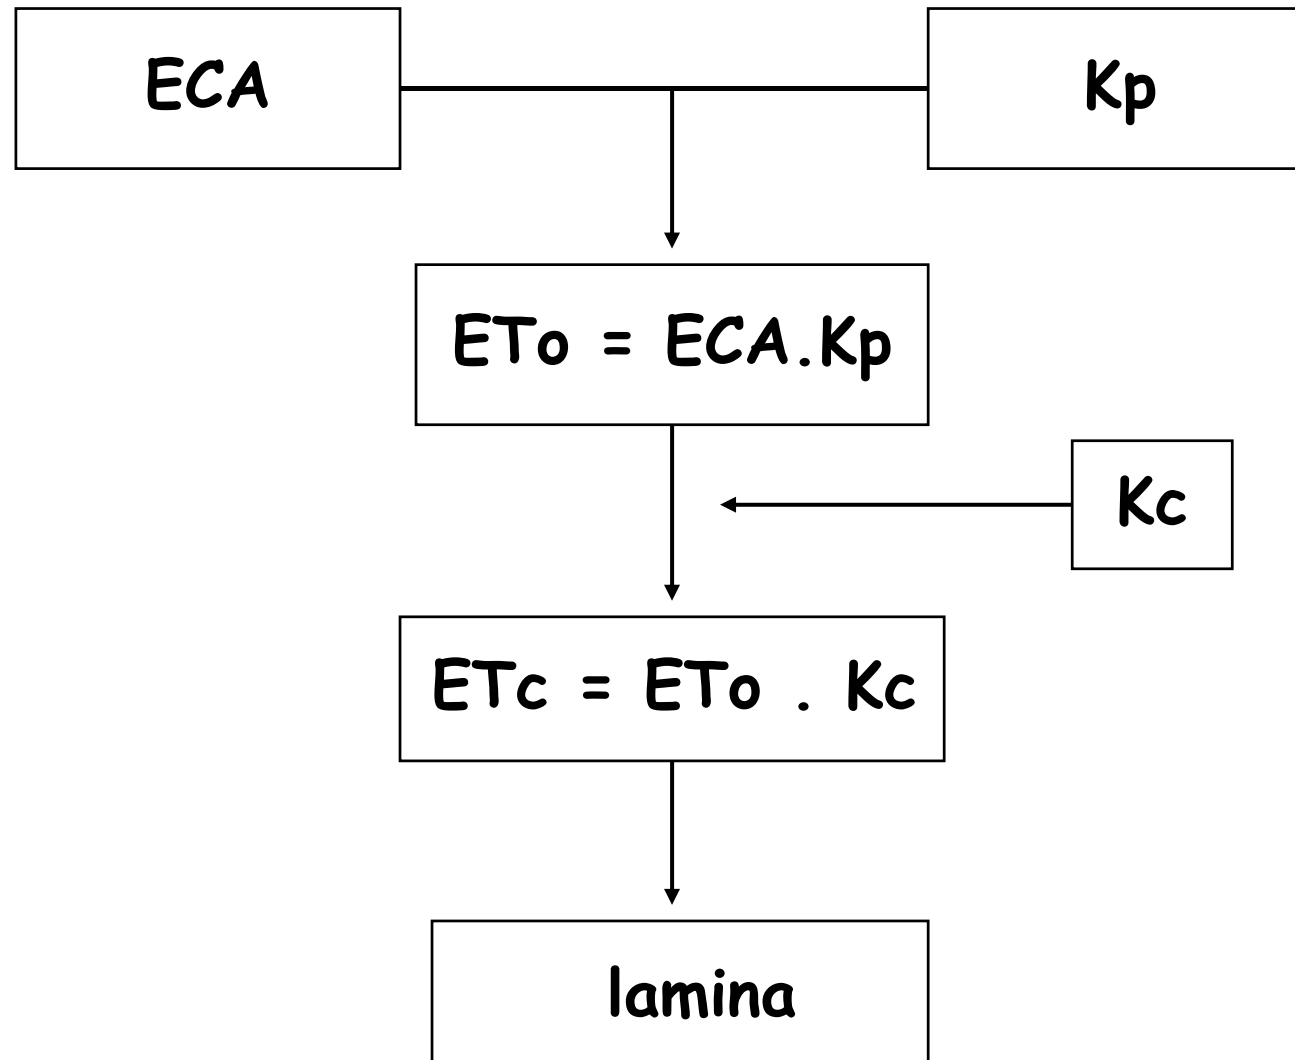 ECA
Kp
ETo = ECA.Kp
Kc
ETc = ETo . Kc
lamina